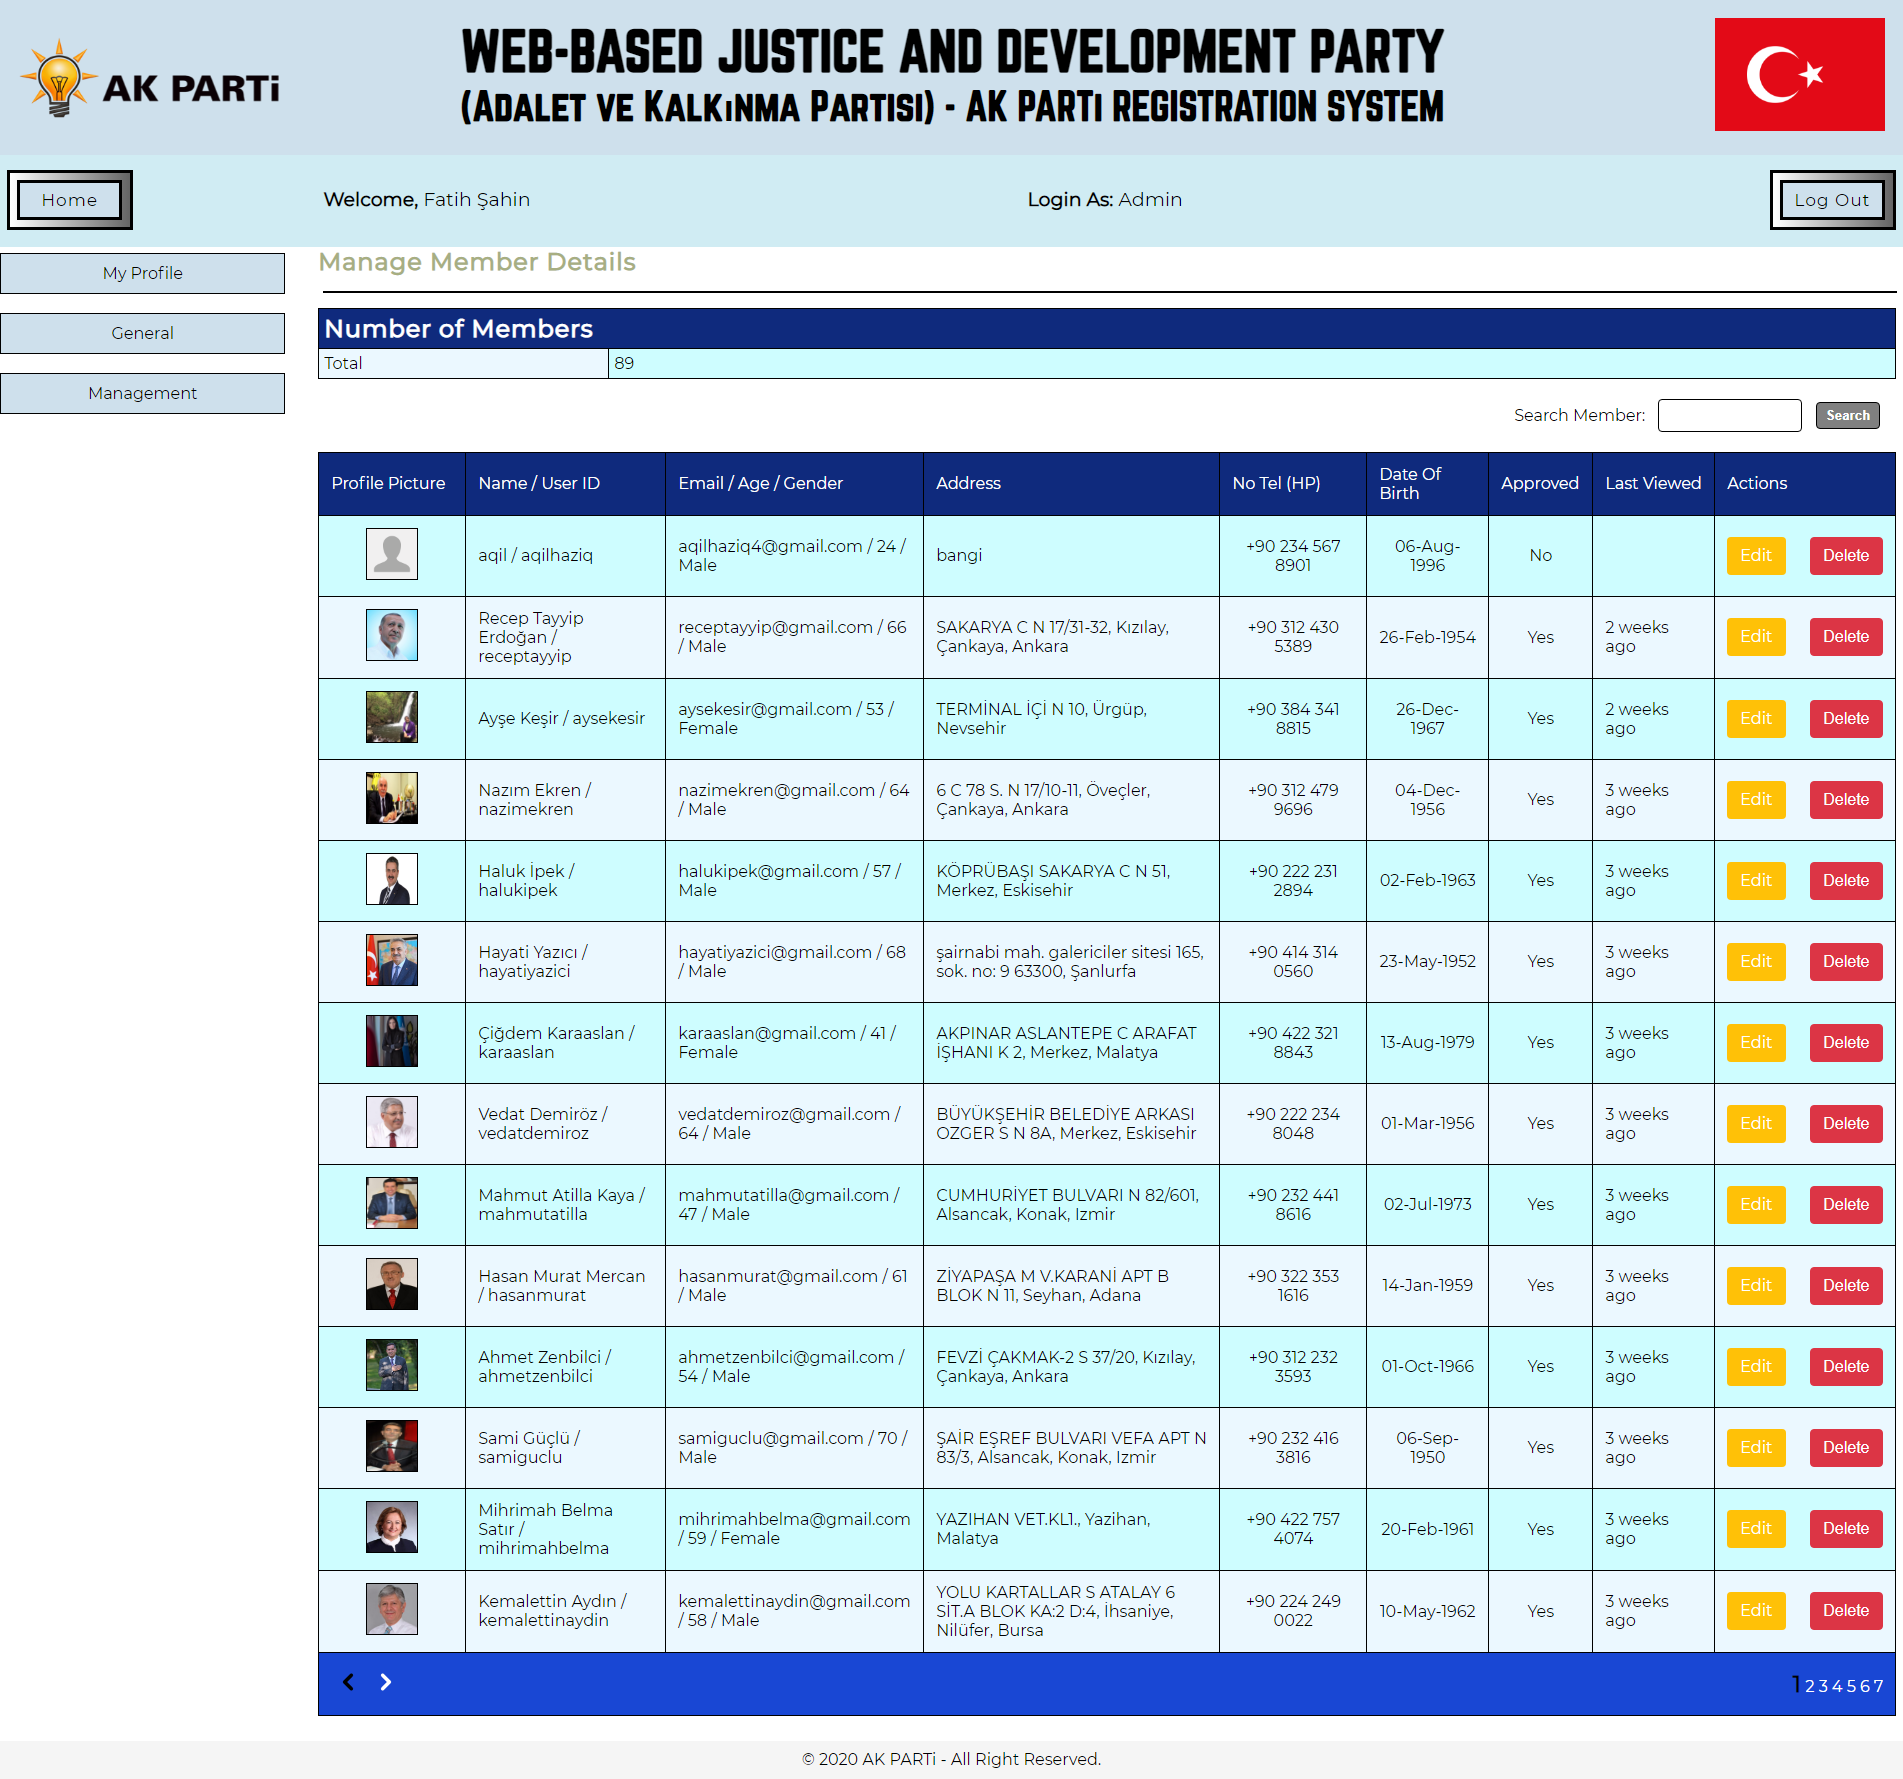 AK PARTi
WEB-BASED JUSTICE AND DEVELOPMENT PARTY
(Adalet ve Kalkınma Partisi) - AK PARTi REGISTRATION SYSTEM
Home
Welcome, Fatih Şahin
Login As: Admin
Log Out
My Profile
General
Management
Manage Member Details
Number of Members
Total 89
Search Member: Search
Profile Picture Name / User ID Email / Age / Gender Address No Tel (HP) Date Of Birth Approved Last Viewed Actions
aqil / aqilhaziq aqilhaziq4@gmail.com / 24 / Male bangi +90 234 567 8901 06-Aug-1996 No Edit Delete
Recep Tayyip Erdoğan / receptayyip receptayyip@gmail.com / 66 / Male SAKARYA C N 17/31-32, Kızılay, Çankaya, Ankara +90 312 430 5389 26-Feb-1954 Yes 2 weeks ago Edit Delete
Ayşe Keşir / aysekesir aysekesir@gmail.com / 53 / Female TERMİNAL İÇİ N 10, Ürgüp, Nevsehir +90 384 341 8815 26-Dec-1967 Yes 2 weeks ago Edit Delete
Nazım Ekren / nazimekren nazimekren@gmail.com / 64 / Male 6 C 78 S. N 17/10-11, Öveçler, Çankaya, Ankara +90 312 479 9696 04-Dec-1956 Yes 3 weeks ago Edit Delete
Haluk İpek / halukipek halukipek@gmail.com / 57 / Male KÖPRÜBAŞI SAKARYA C N 51, Merkez, Eskisehir +90 222 231 2894 02-Feb-1963 Yes 3 weeks ago Edit Delete
Hayati Yazıcı / hayatiyazici hayatiyazici@gmail.com / 68 / Male şairnabi mah. galericiler sitesi 165, sok. no: 9 63300, Şanlurfa +90 414 314 0560 23-May-1952 Yes 3 weeks ago Edit Delete
Çiğdem Karaaslan / karaaslan karaaslan@gmail.com / 41 / Female AKPINAR ASLANTEPE C ARAFAT İŞHANI K 2, Merkez, Malatya +90 422 321 8843 13-Aug-1979 Yes 3 weeks ago Edit Delete
Vedat Demiröz / vedatdemiroz vedatdemiroz@gmail.com / 64 / Male BÜYÜKŞEHİR BELEDİYE ARKASI OZGER S N 8A, Merkez, Eskisehir +90 222 234 8048 01-Mar-1956 Yes 3 weeks ago Edit Delete
Mahmut Atilla Kaya / mahmutatilla mahmutatilla@gmail.com / 47 / Male CUMHURİYET BULVARI N 82/601, Alsancak, Konak, Izmir +90 232 441 8616 02-Jul-1973 Yes 3 weeks ago Edit Delete
Hasan Murat Mercan / hasanmurat hasanmurat@gmail.com / 61 / Male ZİYAPAŞA M V.KARANİ APT B BLOK N 11, Seyhan, Adana +90 322 353 1616 14-Jan-1959 Yes 3 weeks ago Edit Delete
Ahmet Zenbilci / ahmetzenbilci ahmetzenbilci@gmail.com / 54 / Male FEVZİ ÇAKMAK-2 S 37/20, Kızılay, Çankaya, Ankara +90 312 232 3593 01-Oct-1966 Yes 3 weeks ago Edit Delete
Sami Güçlü / samiguclu samiguclu@gmail.com / 70 / Male ŞAİR EŞREF BULVARI VEFA APT N 83/3, Alsancak, Konak, Izmir +90 232 416 3816 06-Sep-1950 Yes 3 weeks ago Edit Delete
Mihrimah Belma Satır / mihrimahbelma mihrimahbelma@gmail.com / 59 / Female YAZIHAN VET.KL1., Yazihan, Malatya +90 422 757 4074 20-Feb-1961 Yes 3 weeks ago Edit Delete
Kemalettin Aydın / kemalettinaydin kemalettinaydin@gmail.com / 58 / Male YOLU KARTALLAR S ATALAY 6 SİT.A BLOK KA:2 D:4, İhsaniye, Nilüfer, Bursa +90 224 249 0022 10-May-1962 Yes 3 weeks ago Edit Delete
1 2 3 4 5 6 7
© 2020 AK PARTi - All Right Reserved.